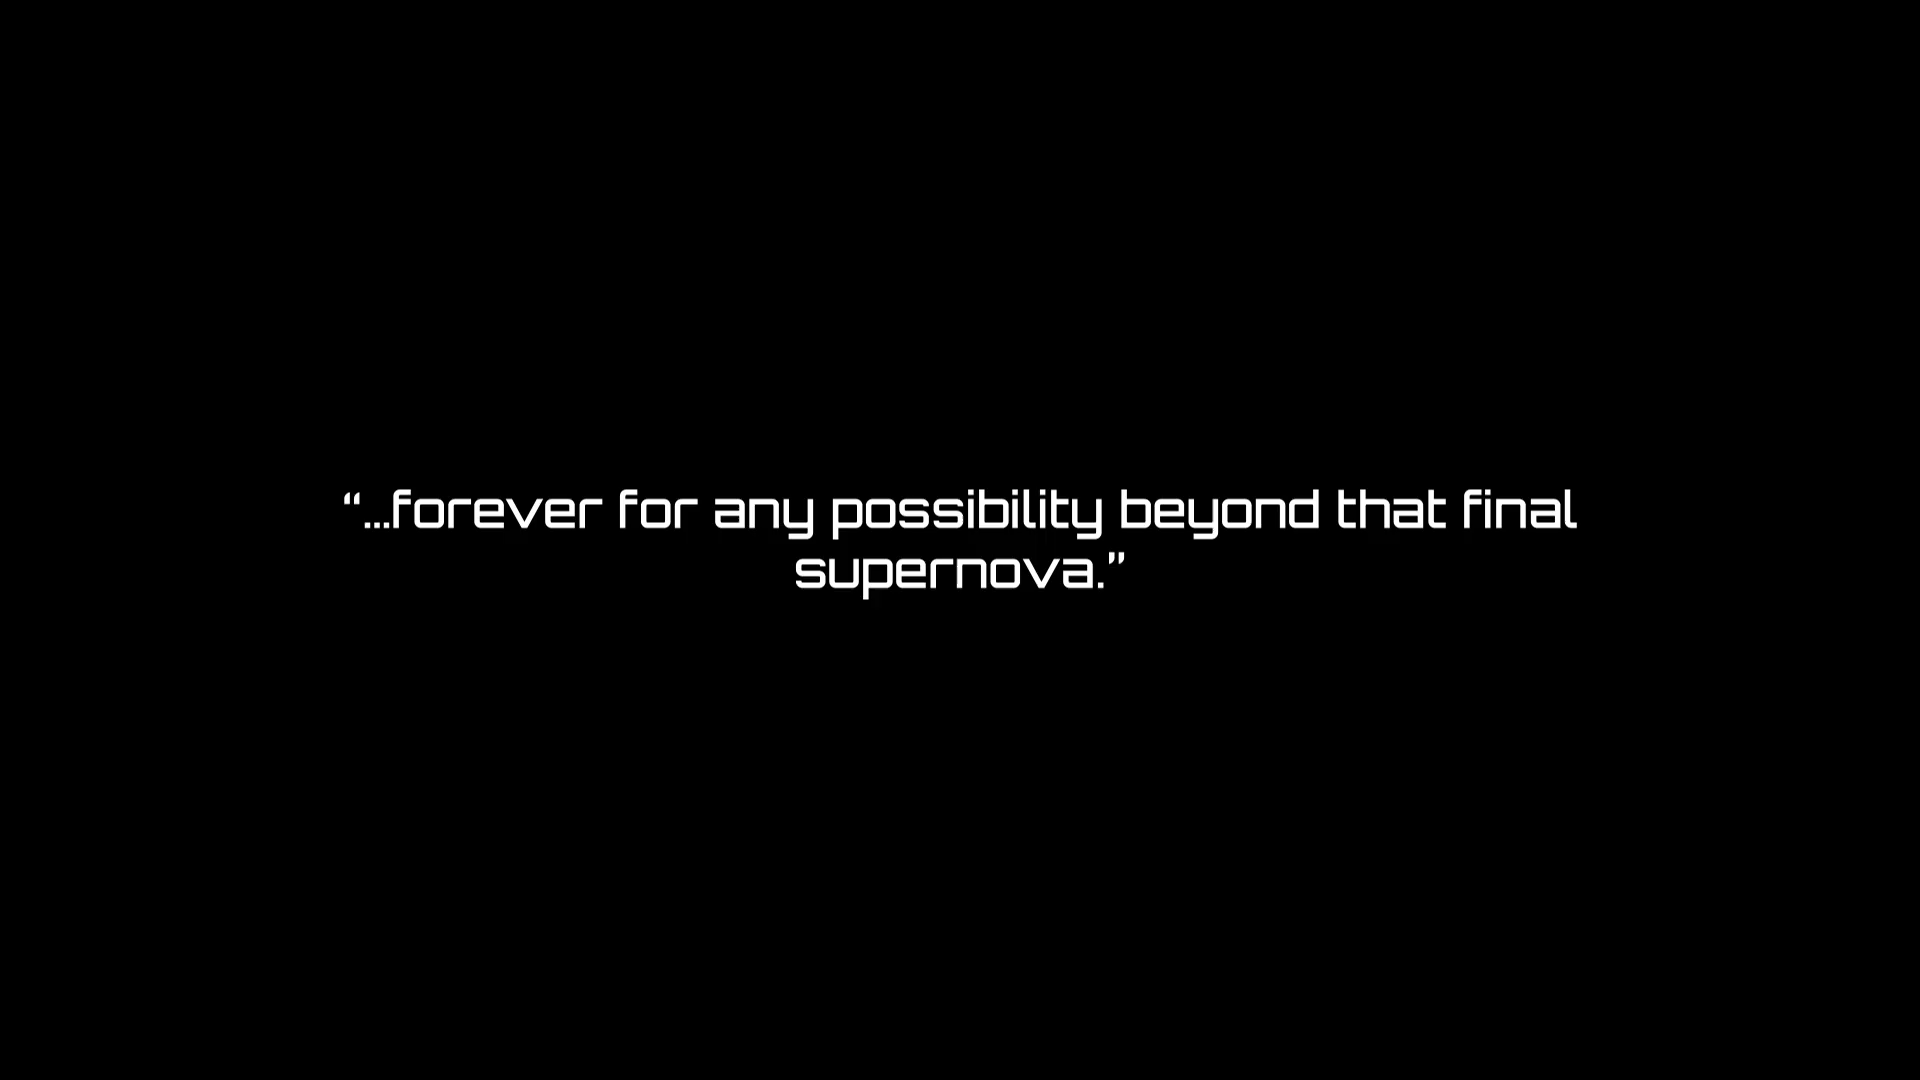 “...forever for any possibility beyond that final
supernova.”